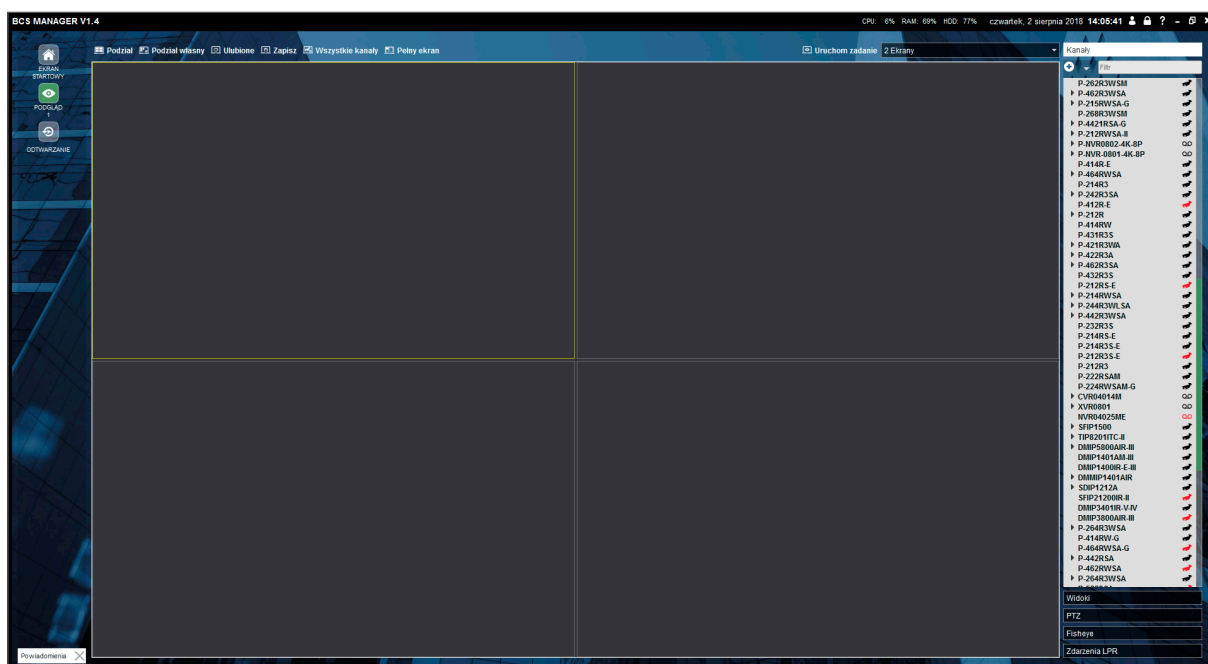 BCS MANAGER V1.4
CPU: 6% RAM: 69% HDD: 77% czwartek, 2 sierpnia 2018 14:05:41 ?
EKRAN
STARTOWY
PODGLĄD
1
ODTWARZANIE
Podział Podział własny Ulubione Zapisz Wszystkie kanały Pełny ekran
Uruchom zadanie 2 Ekrany
Kanały
Filtr
P-262R3WSM
P-462R3WSA
P-215RWSA-G
P-268R3WSM
P-4421RSA-G
P-212RWSA-II
P-NVR0802-4K-8P
P-NVR-0801-4K-8P
P-414R-E
P-464RWSA
P-214R3
P-242R3SA
P-412R-E
P-212R
P-414RW
P-431R3S
P-421R3WA
P-422R3A
P-462R3SA
P-432R3S
P-212RS-E
P-214RWSA
P-244R3WLSA
P-442R3WSA
P-232R3S
P-214RS-E
P-214R3S-E
P-212R3S-E
P-212R3
P-222RSAM
P-224RWSAM-G
CVR04014M
XVR0801
NVR04025ME
SFIP1500
TIP8201ITC-II
DMIP5800AIR-III
DMIP1401AM-III
DMIP1400IR-E-III
DMMIP1401AIR
SDIP1212A
SFIP21200IR-II
DMIP3401IR-V-IV
DMIP3800AIR-III
P-264R3WSA
P-414RW-G
P-464RWSA-G
P-442RSA
P-462RWSA
P-264R3WSA
Widoki
PTZ
Fisheye
Zdarzenia LPR
Powiadomienia